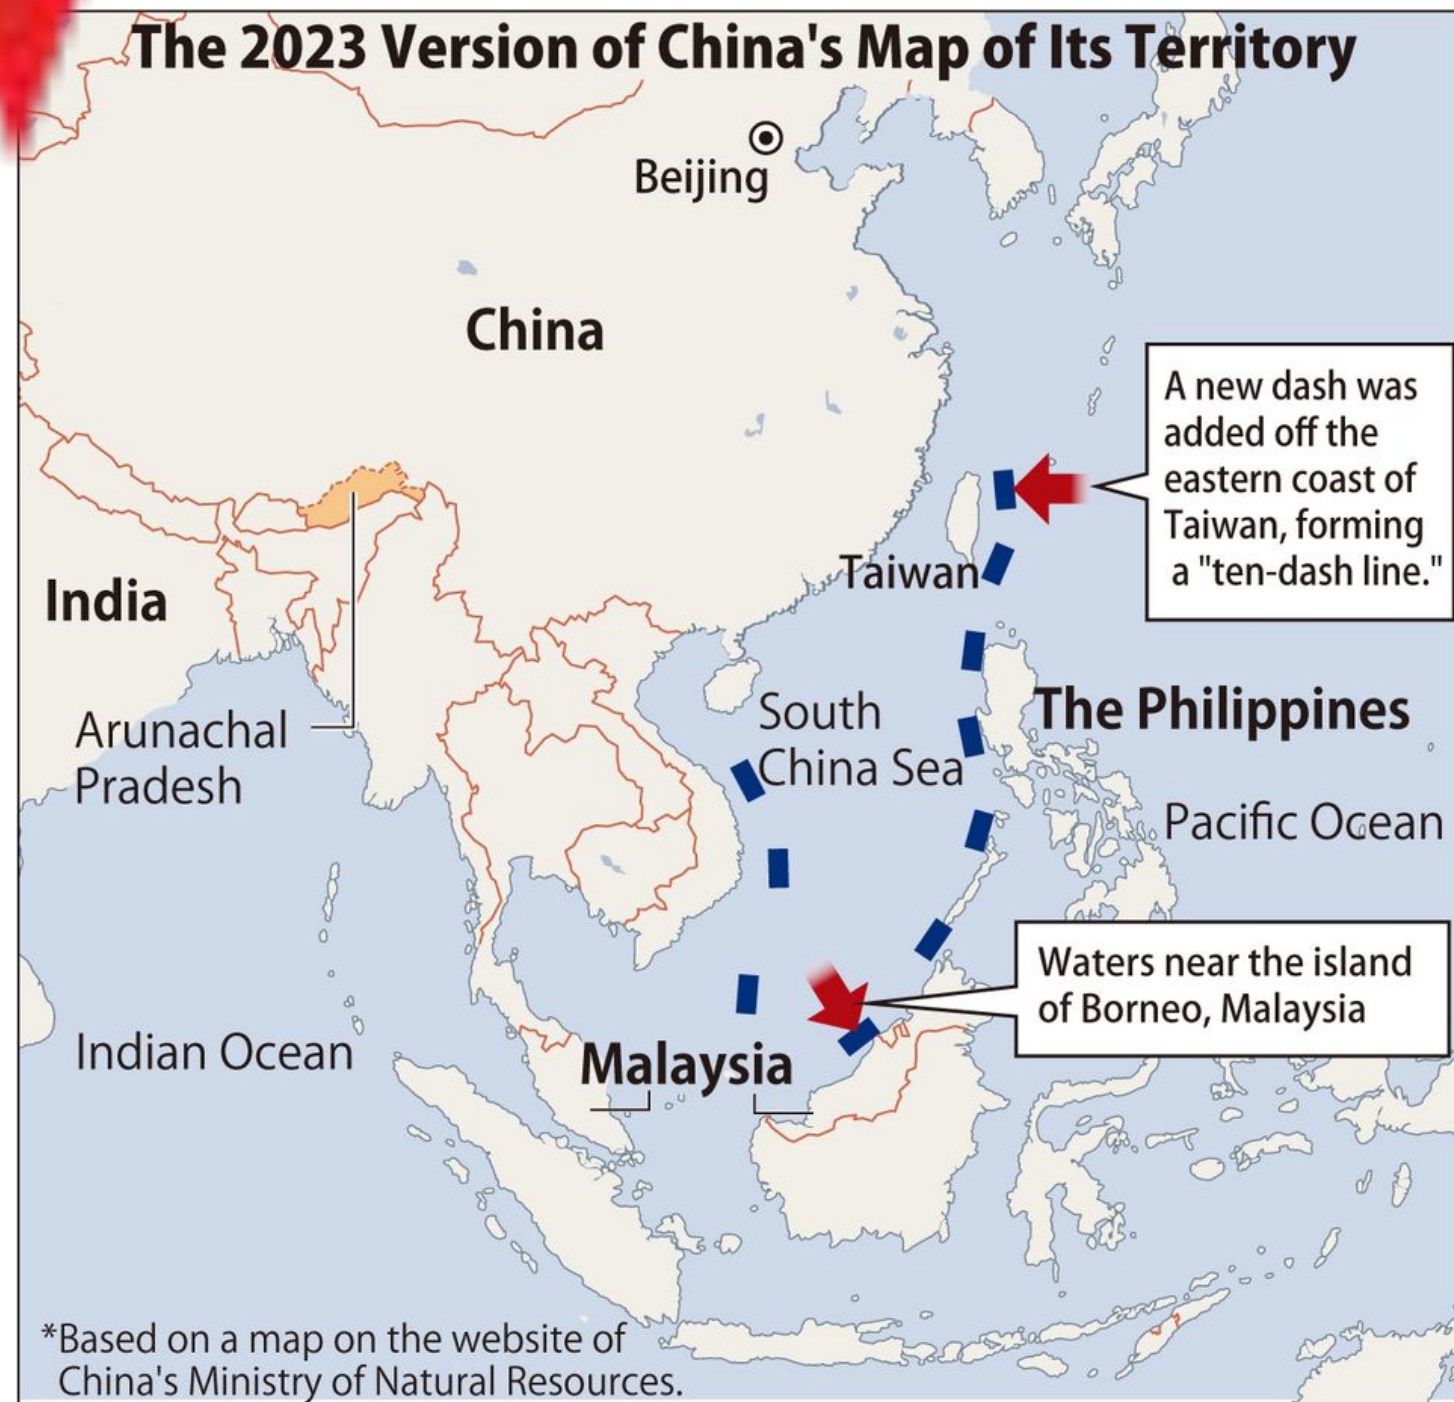 The 2023 Version of China's Map of Its Territory
Beijing
China
A new dash was
added off the
eastern coast of
Taiwan, forming
a "ten-dash line."
Taiwan
India
Arunachal
Pradesh
South
China Sea
The Philippines
Pacific Ocean
Waters near the island
of Borneo, Malaysia
Indian Ocean
Malaysia
*Based on a map on the website of
China's Ministry of Natural Resources.